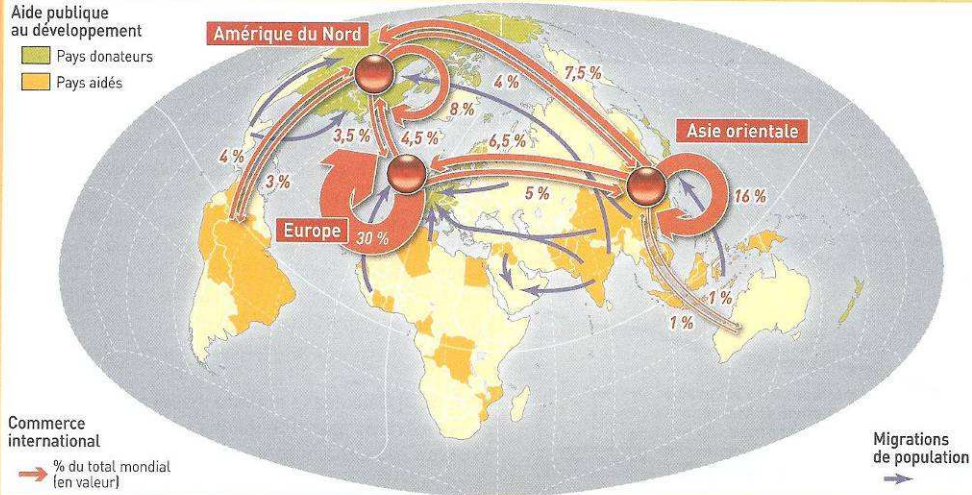 Aide publique
au développement
Pays donateurs
Pays aidés
Amérique du Nord
8 %
4 %
7,5 %
Asie orientale
4 %
3 %
3,5 %
4,5 %
6,5 %
5 %
16 %
Europe
30 %
1 %
1 %
Commerce
international
% du total mondial
(en valeur)
Migrations
de population